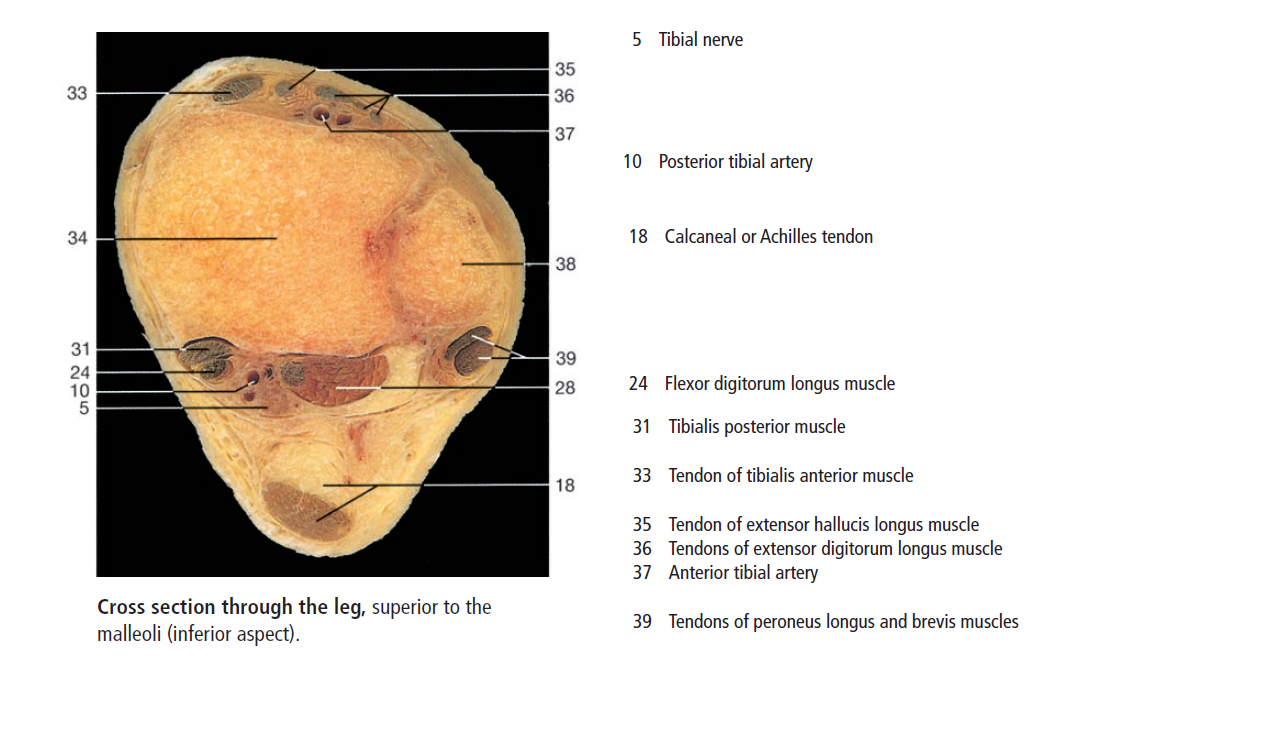 33
34
31
24
10
5
35
36
37
38
39
28
18
Cross section through the leg, superior to the
malleoli (inferior aspect).
5 Tibial nerve
10 Posterior tibial artery
18 Calcaneal or Achilles tendon
24 Flexor digitorum longus muscle
31 Tibialis posterior muscle
33 Tendon of tibialis anterior muscle
35 Tendon of extensor hallucis longus muscle
36 Tendons of extensor digitorum longus muscle
37 Anterior tibial artery
39 Tendons of peroneus longus and brevis muscles